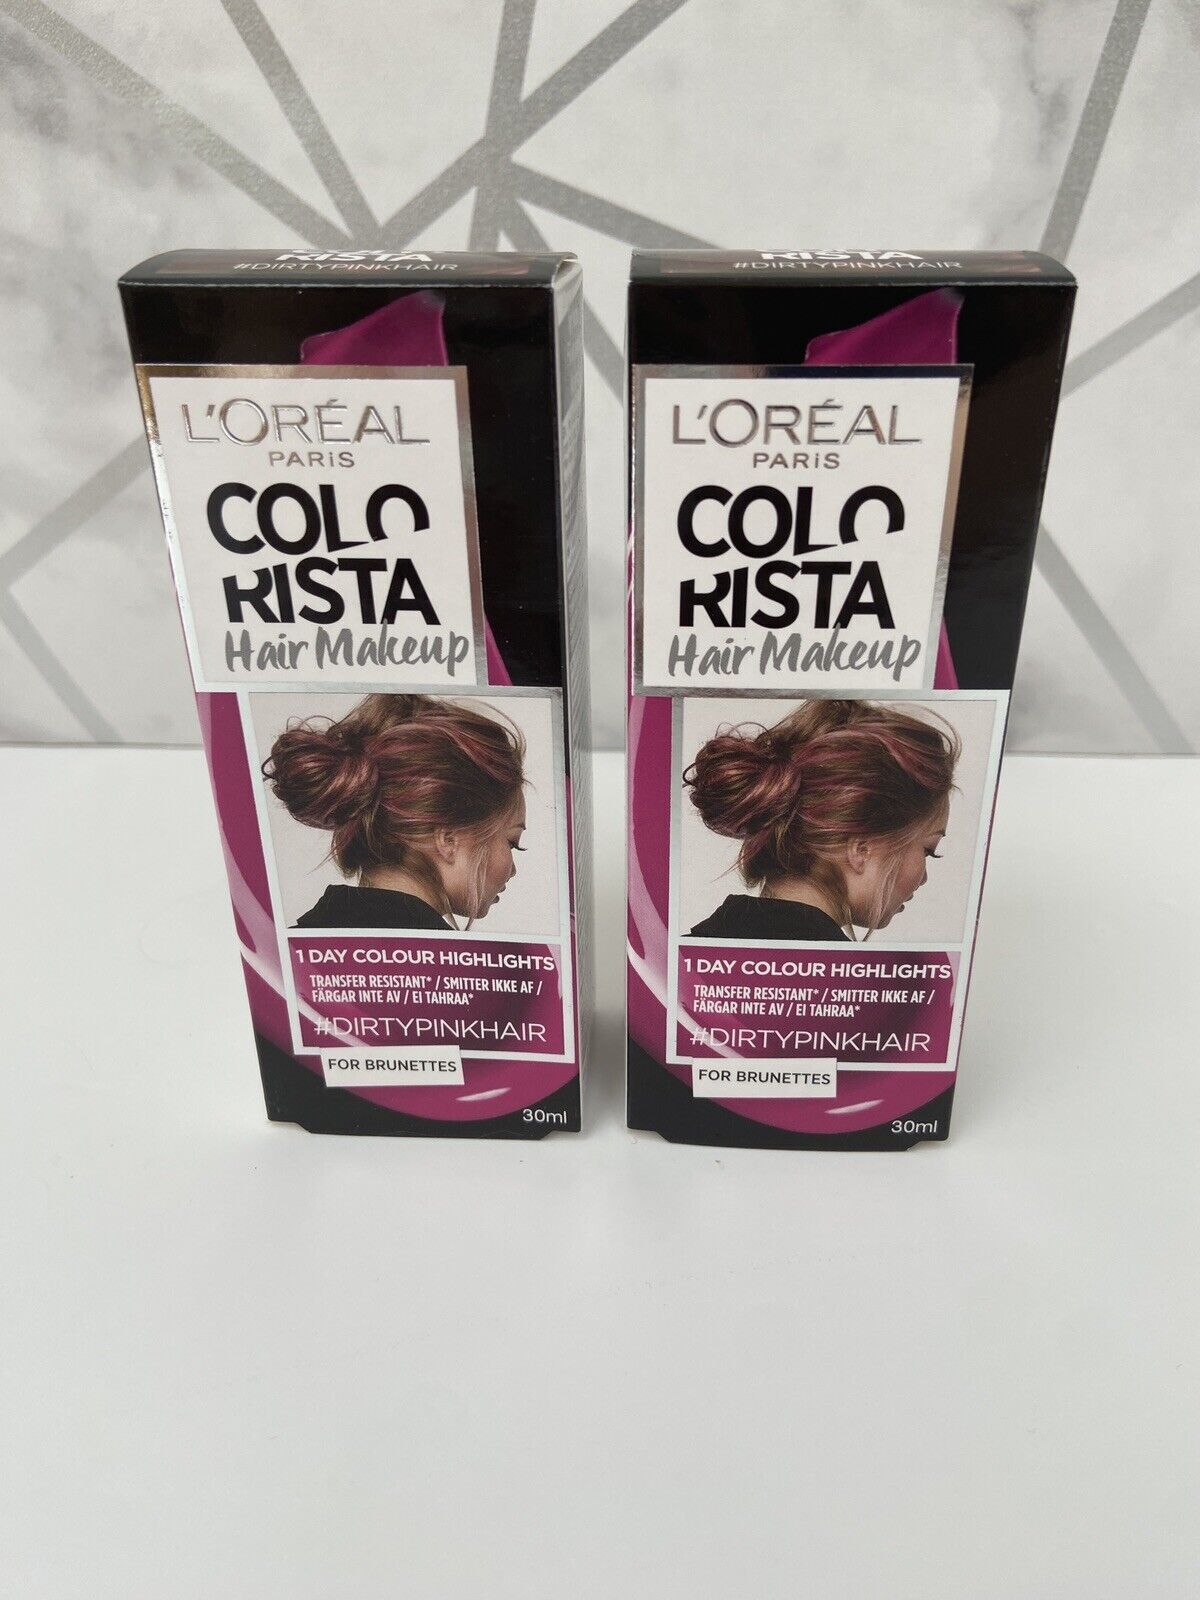 RISTA
#DIRTYPINKHAIR
L'ORÉAL
PARiS
COLO
RISTA
Hair Makeup
1 DAY COLOUR HIGHLIGHTS
TRANSFER RESISTANT* / SMITTER IKKE AF /
FÄRGAR INTE AV / EI TAHRAA*
#DIRTYPINKHAIR
FOR BRUNETTES
30ml
RISTA
#DIRTYPINKHAIR
L'ORÉAL
PARiS
COLO
RISTA
Hair Makeup
1 DAY COLOUR HIGHLIGHTS
TRANSFER RESISTANT* / SMITTER IKKE AF /
FÄRGAR INTE AV / EI TAHRAA*
#DIRTYPINKHAIR
FOR BRUNETTES
30ml